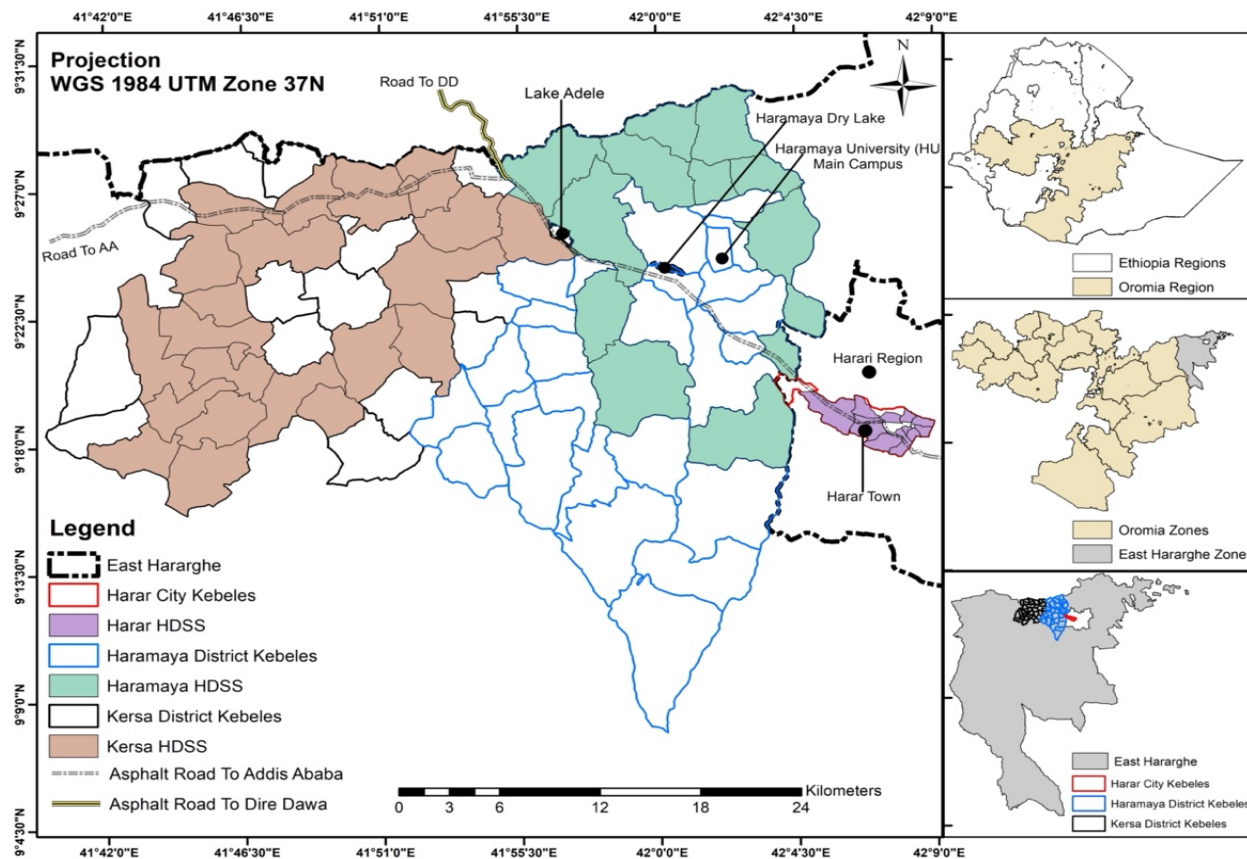 41°42'0"E 41°46'30"E 41°51'0"E 41°55'30"E 42°0'0"E 42°4'30"E 42°9'0"E
Projection
WGS 1984 UTM Zone 37N
Road To DD
Lake Adele
N
Haramaya Dry Lake
Haramaya University (HU
Main Campus
Road To AA
Harari Region
Harar Town
9°31'30"N
9°27'0"N
9°22'30"N
9°18'0"N
9°13'30"N
9°9'0"N
9°4'30"N
Legend
East Hararghe
Harar City Kebeles
Harar HDSS
Haramaya District Kebeles
Haramaya HDSS
Kersa District Kebeles
Kersa HDSS
Asphalt Road To Addis Ababa
Asphalt Road To Dire Dawa
Kilometers
0 3 6 12 18 24
41°42'0"E 41°46'30"E 41°51'0"E 41°55'30"E 42°0'0"E 42°4'30"E 42°9'0"E
Ethiopia Regions
Oromia Region
Oromia Zones
East Hararghe Zone
East Hararghe
Harar City Kebeles
Haramaya District Kebeles
Kersa District Kebeles